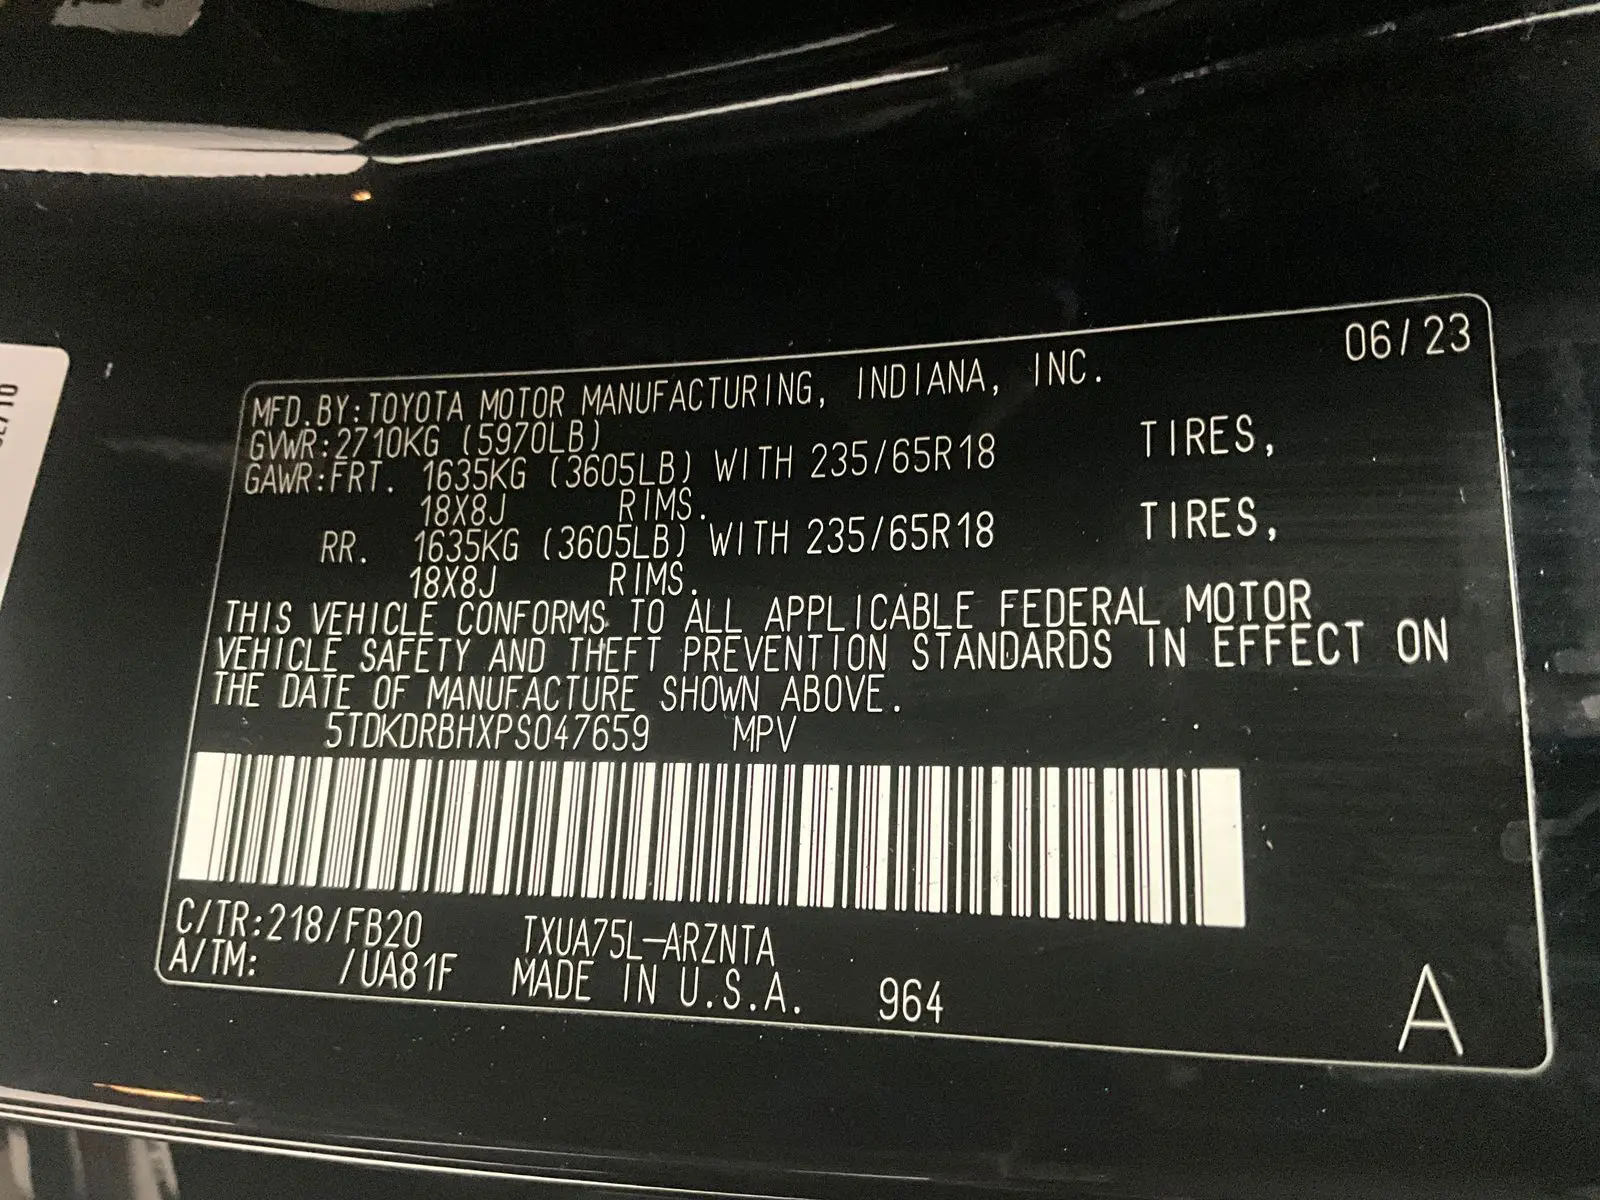 06/23
MFD.BY:TOYOTA MOTOR MANUFACTURING, INDIANA, INC.
GVWR:2710KG (5970LB)
GAWR:FRT. 1635KG (3605LB) WITH 235/65R18 TIRES,
18X8J RIMS.
RR. 1635KG (3605LB) WITH 235/65R18 TIRES,
18X8J RIMS.
THIS VEHICLE CONFORMS TO ALL APPLICABLE FEDERAL MOTOR
VEHICLE SAFETY AND THEFT PREVENTION STANDARDS IN EFFECT ON
THE DATE OF MANUFACTURE SHOWN ABOVE.
5TDKDRBHXPS047659 MPV
C/TR:218/FB20 TXUA75L-ARZNTA
A/TM: /UA81F MADE IN U.S.A. 964
A